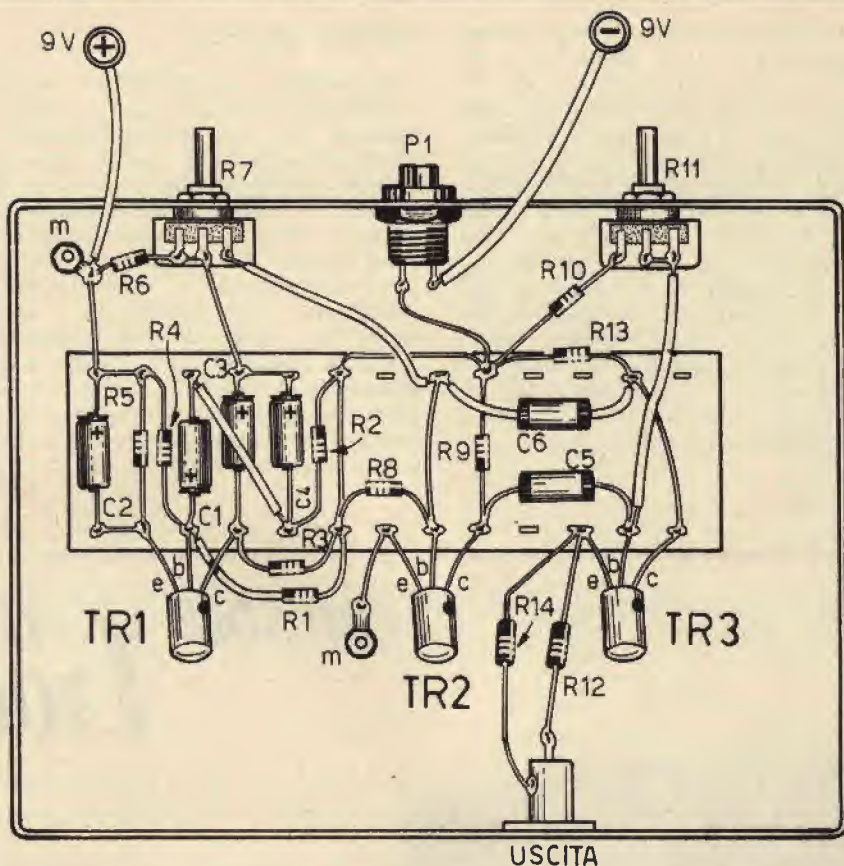 9V
+
-
9V
R7
P1
R11
m
R6
R10
R4
R13
C3
R5
+
+
+
+
R2
C6
R9
C5
R8
C2
C1
C4
R3
b
e
c
R1
b
e
c
b
e
c
R14
TR1
m
TR3
TR2
R12
USCITA